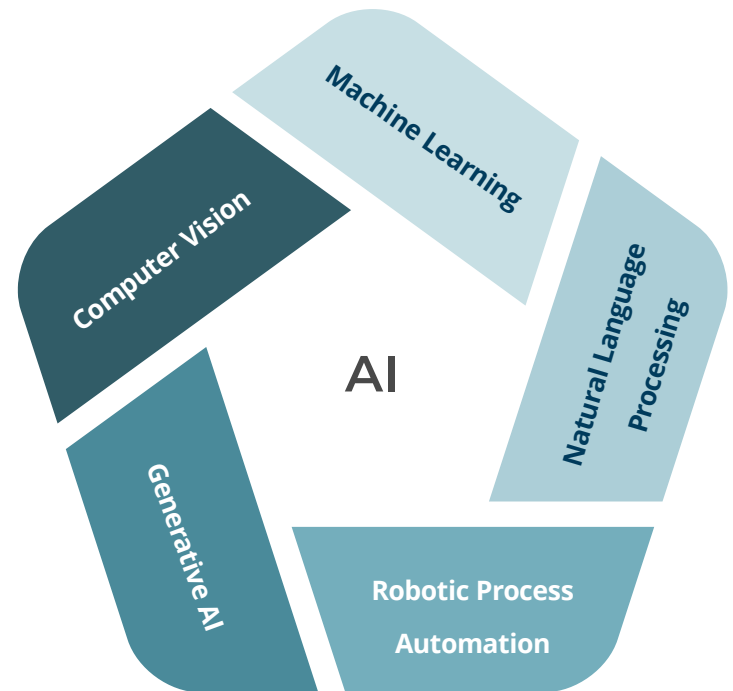 Machine Learning
Computer Vision
Natural Language
Processing
AI
Generative AI
Robotic Process
Automation